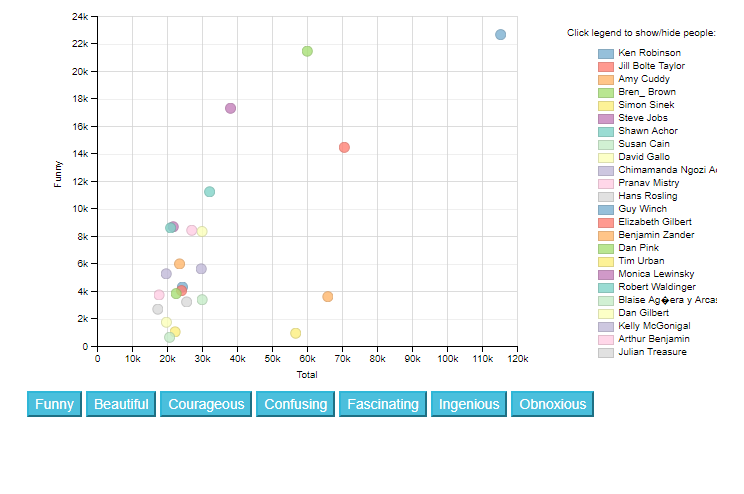 24k
22k
20k
18k
16k
14k
12k
10k
8k
6k
4k
2k
0
Funny
0 10k 20k 30k 40k 50k 60k 70k 80k 90k 100k 110k 120k
Total
Click legend to show/hide people:
Ken Robinson
Jill Bolte Taylor
Amy Cuddy
Bren_ Brown
Simon Sinek
Steve Jobs
Shawn Achor
Susan Cain
David Gallo
Chimamanda Ngozi A
Pranav Mistry
Hans Rosling
Guy Winch
Elizabeth Gilbert
Benjamin Zander
Dan Pink
Tim Urban
Monica Lewinsky
Robert Waldinger
Blaise Ag�era y Arcas
Dan Gilbert
Kelly McGonigal
Arthur Benjamin
Julian Treasure
Funny Beautiful Courageous Confusing Fascinating Ingenious Obnoxious